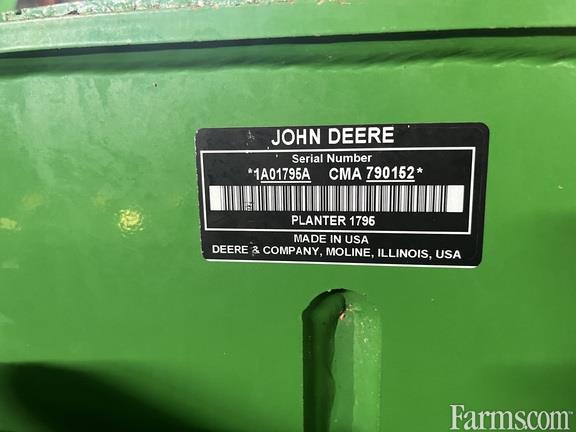 JOHN DEERE
Serial Number
*1A01795A CMA 790152*
PLANTER 1795
MADE IN USA
DEERE & COMPANY, MOLINE, ILLINOIS, USA
Farms.com